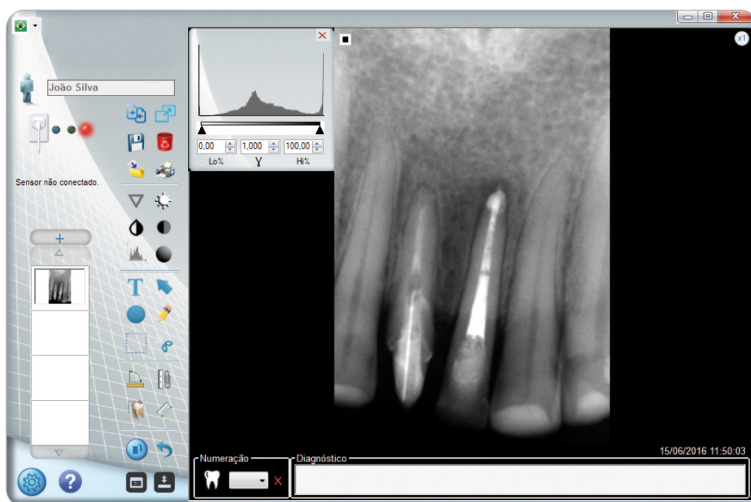 x1
João Silva
Sensor não conectado.
0,00
1,000
100,00
Lo%
γ
Hi%
+
T
15/06/2016 11:50:03
Numeração
Diagnóstico
X
?